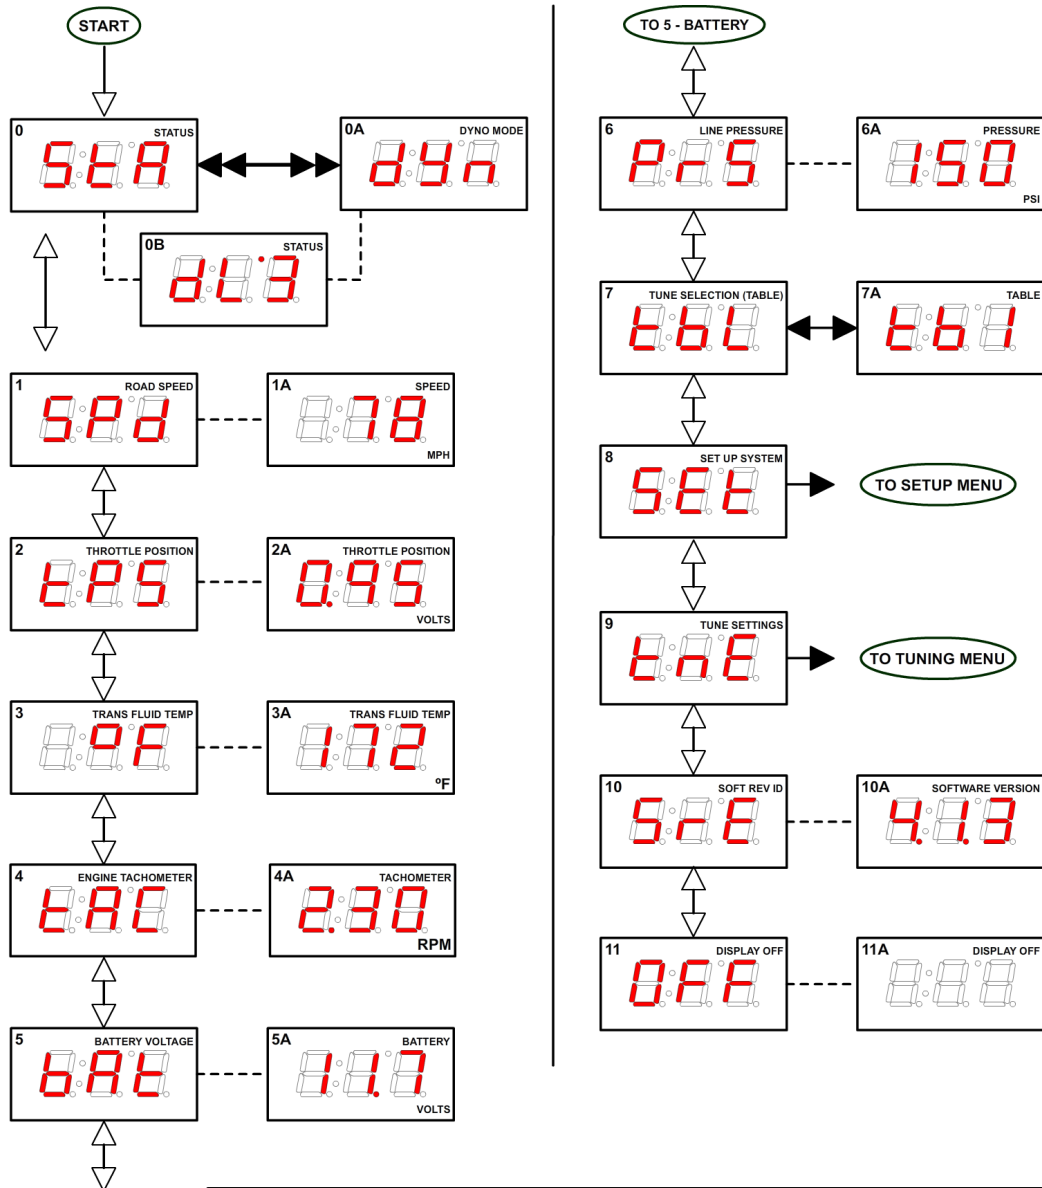 START
0
STATUS
StA
0A
DYNO MODE
dYn
0B
STATUS
dL'3
1
ROAD SPEED
SPd
1A
SPEED
78
MPH
2
THROTTLE POSITION
tPS
2A
THROTTLE POSITION
0.95
VOLTS
3
TRANS FLUID TEMP
ºF
3A
TRANS FLUID TEMP
172
ºF
4
ENGINE TACHOMETER
tAC
4A
TACHOMETER
2.30
RPM
5
BATTERY VOLTAGE
bAt
5A
BATTERY
11.7
VOLTS
TO 5 - BATTERY
6
LINE PRESSURE
PrS
6A
PRESSURE
150
PSI
7
TUNE SELECTION (TABLE)
tbL
7A
TABLE
tb1
8
SET UP SYSTEM
SEt
TO SETUP MENU
9
TUNE SETTINGS
tnE
TO TUNING MENU
10
SOFT REV ID
SrE
10A
SOFTWARE VERSION
4.1.3
11
DISPLAY OFF
OFF
11A
DISPLAY OFF